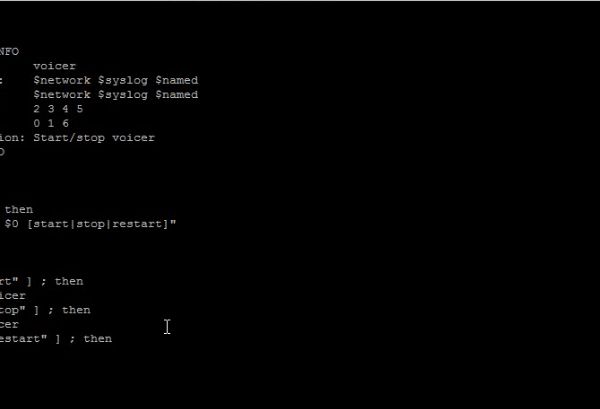 NFO
voicer
: $network $syslog $named
$network $syslog $named
2 3 4 5
0 1 6
ion: Start/stop voicer
O
then
$0 [start|stop|restart]"
rt" ] ; then
icer
top" ] ; then
cer
estart" ] ; then